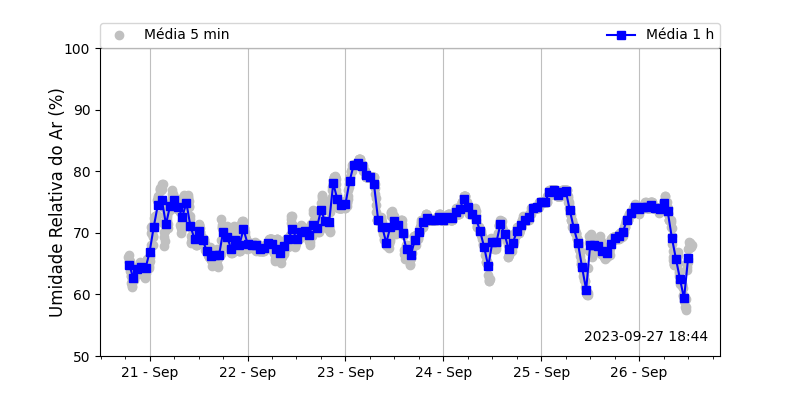 Média 5 min Média 1 h
100
90
80
70
60
50
Umidade Relativa do Ar (%)
2023-09-27 18:44
21 - Sep 22 - Sep 23 - Sep 24 - Sep 25 - Sep 26 - Sep